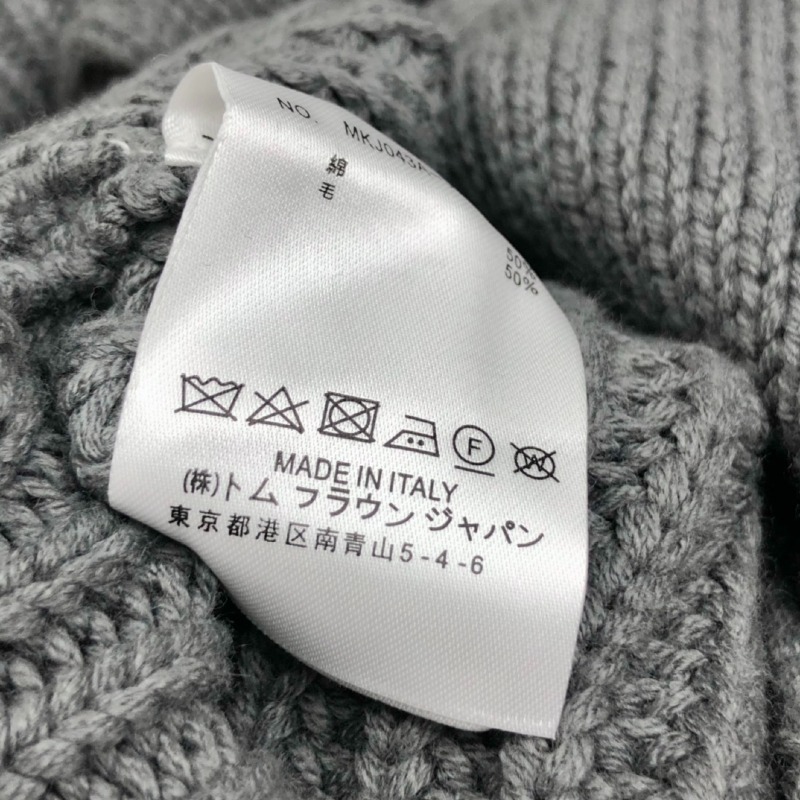 NO. MKJ043A
綿 50%
毛 50%
F
W
MADE IN ITALY
(株)トム ブラウン ジャパン
東京都港区南青山5-4-6